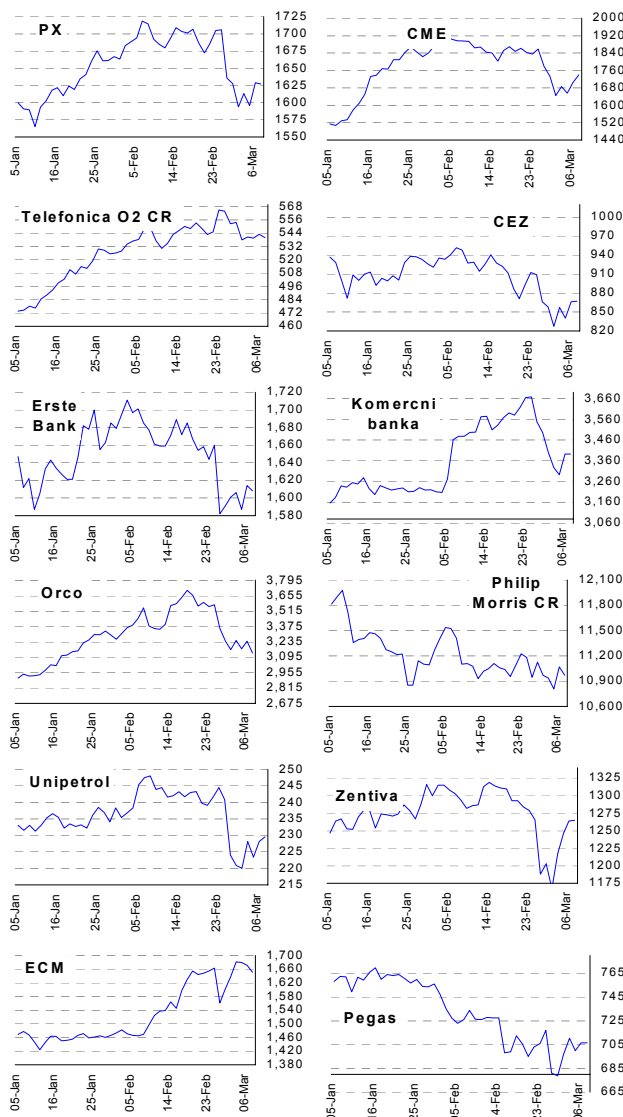 PX
1725
1700
1675
1650
1625
1600
1575
1550
5-Jan
16-Jan
25-Jan
5-Feb
14-Feb
23-Feb
6-Mar
CME
2000
1920
1840
1760
1680
1600
1520
1440
05-Jan
16-Jan
25-Jan
05-Feb
14-Feb
23-Feb
06-Mar
Telefonica O2 CR
568
556
544
532
520
508
496
484
472
460
05-Jan
16-Jan
25-Jan
05-Feb
14-Feb
23-Feb
06-Mar
CEZ
1000
940
910
880
850
820
05-Jan
16-Jan
25-Jan
05-Feb
14-Feb
23-Feb
06-Mar
Erste
Bank
1,720
1,700
1,680
1,660
1,640
1,620
1,600
1,580
05-Jan
16-Jan
25-Jan
05-Feb
14-Feb
23-Feb
06-Mar
Komercni
banka
3,660
3,560
3,460
3,360
3,260
3,160
3,060
05-Jan
16-Jan
25-Jan
05-Feb
14-Feb
23-Feb
06-Mar
Orco
3,795
3,655
3,515
3,375
3,235
3,095
2,955
2,815
2,675
05-Jan
16-Jan
25-Jan
05-Feb
14-Feb
23-Feb
06-Mar
Philip
Morris CR
12,100
11,800
11,500
11,200
10,900
10,600
05-Jan
16-Jan
25-Jan
05-Feb
14-Feb
23-Feb
06-Mar
Unipetrol
250
245
240
235
230
225
220
215
05-Jan
16-Jan
25-Jan
05-Feb
14-Feb
23-Feb
06-Mar
Zentiva
1325
1300
1275
1250
1225
1200
1175
05-Jan
16-Jan
25-Jan
05-Feb
14-Feb
23-Feb
06-Mar
ECM
1,700
1,660
1,620
1,580
1,540
1,500
1,460
1,420
1,380
05-Jan
16-Jan
25-Jan
05-Feb
14-Feb
23-Feb
06-Mar
Pegas
765
745
725
705
685
665
05-Jan
16-Jan
25-Jan
05-Feb
14-Feb
23-Feb
06-Mar